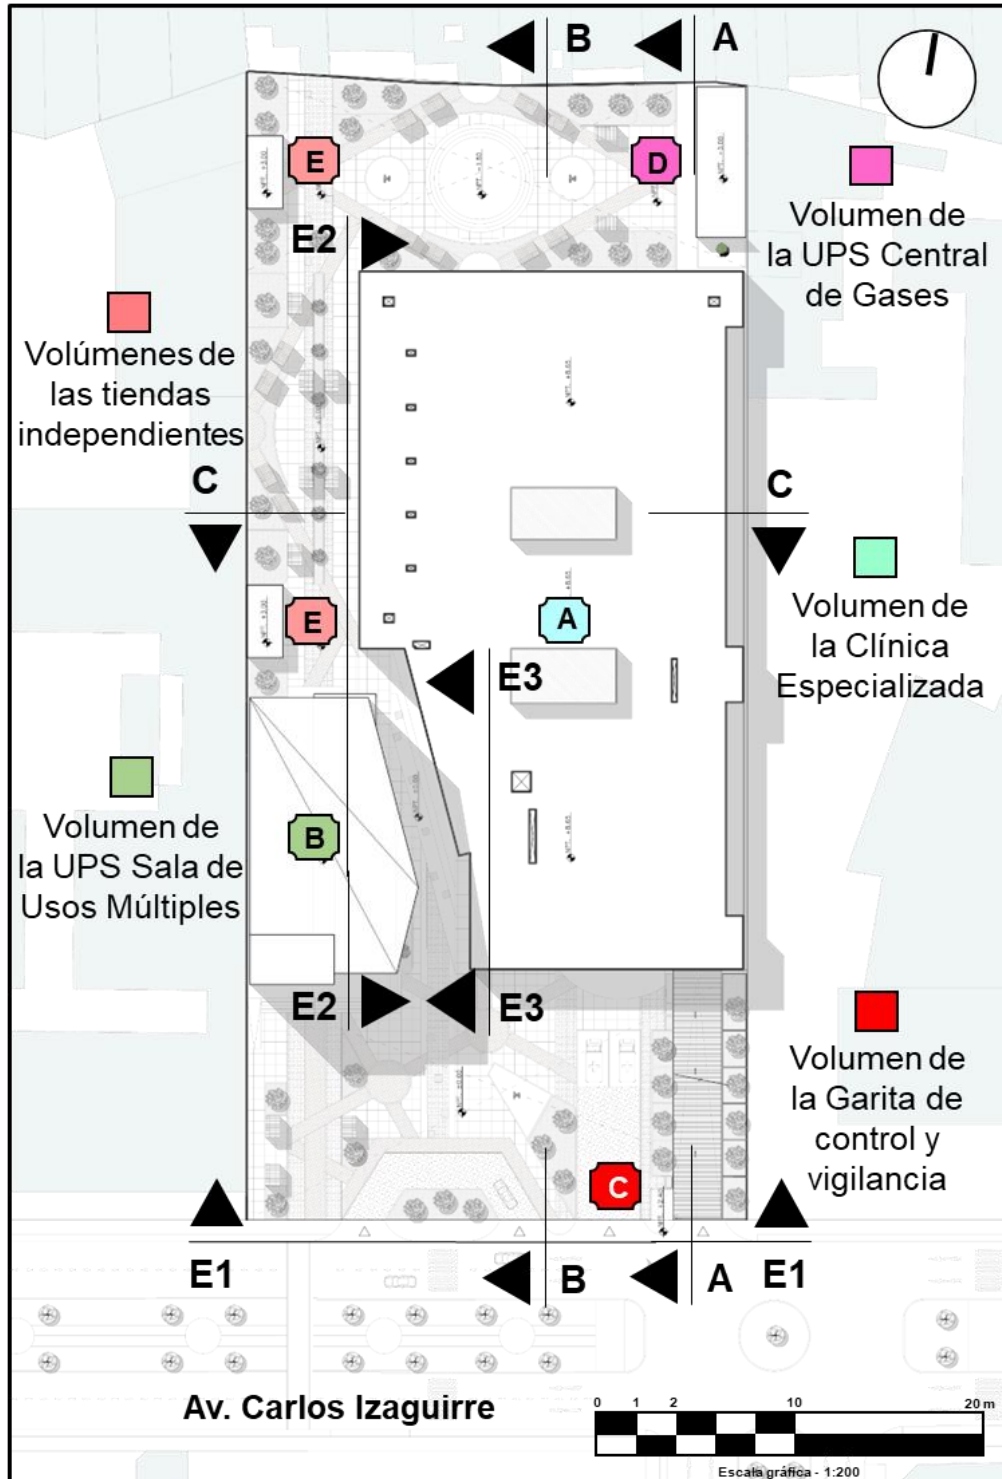 B
A
E
D
E2
Volumen de
la UPS Central
de Gases
Volúmenes de
las tiendas
independientes
C
C
E
A
E3
Volumen de
la Clínica
Especializada
B
Volumen de
la UPS Sala de
Usos Múltiples
E2
E3
Volumen de
la Garita de
control y
vigilancia
C
E1
B
A
E1
Av. Carlos Izaguirre
0 1 2 10 20 m
Escala gráfica - 1:200